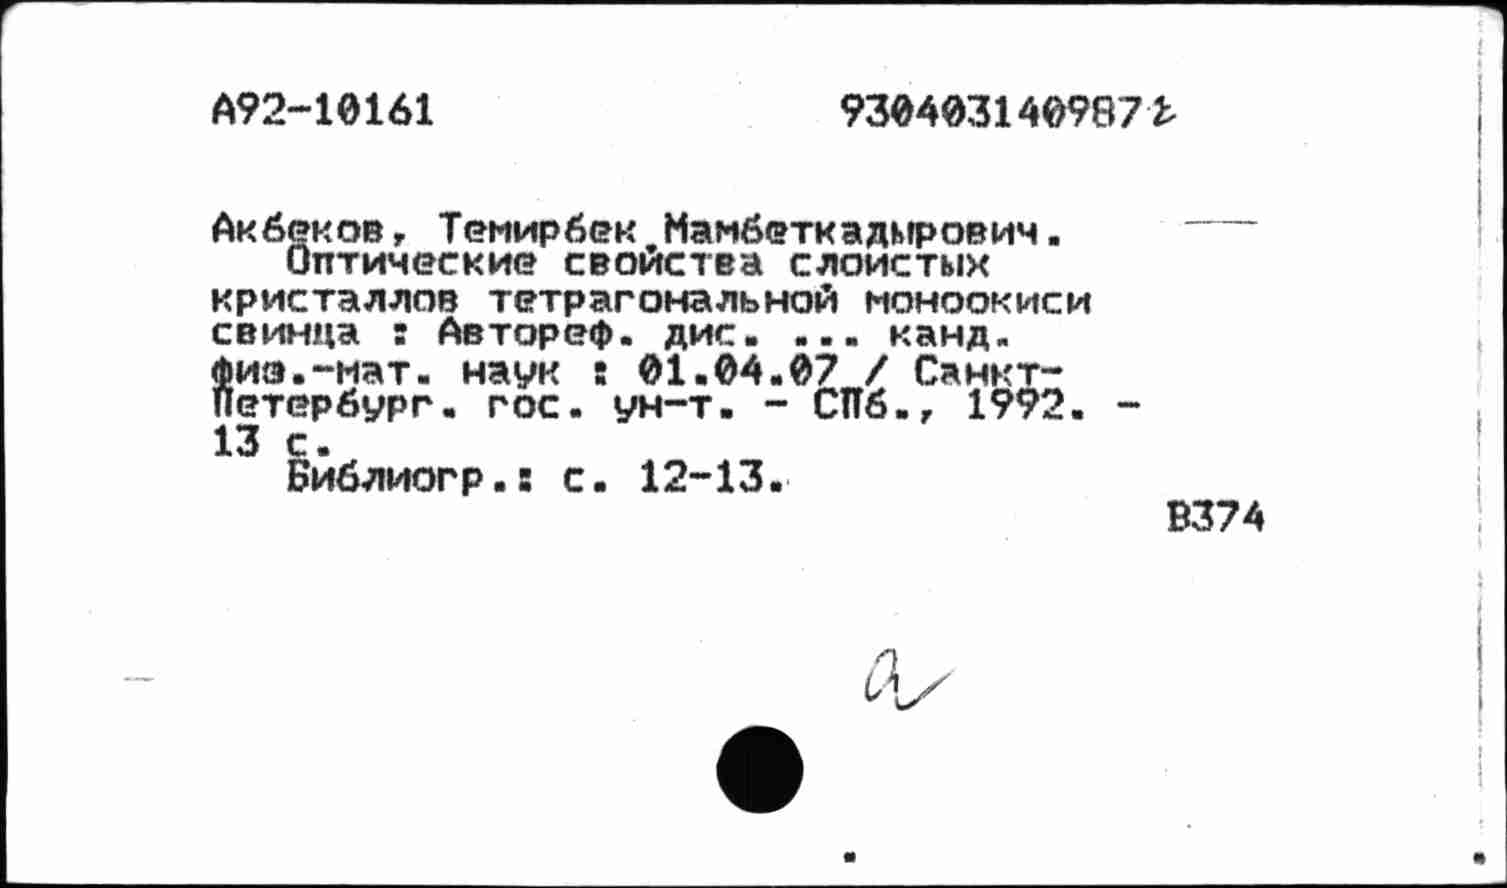 А92-10161 9304031409872
Акбеков, Темирбек Мамбеткадырович.
Оптические свойства слоистых
кристаллов тетрагональной моноокиси
свинца : Автореф. дис. ... канд.
физ.-мат. наук : 01.04.07 / Санкт-
Петербург. гос. ун-т. - СПб., 1992. -
13 с.
Библиогр.: с. 12-13.
В374
а